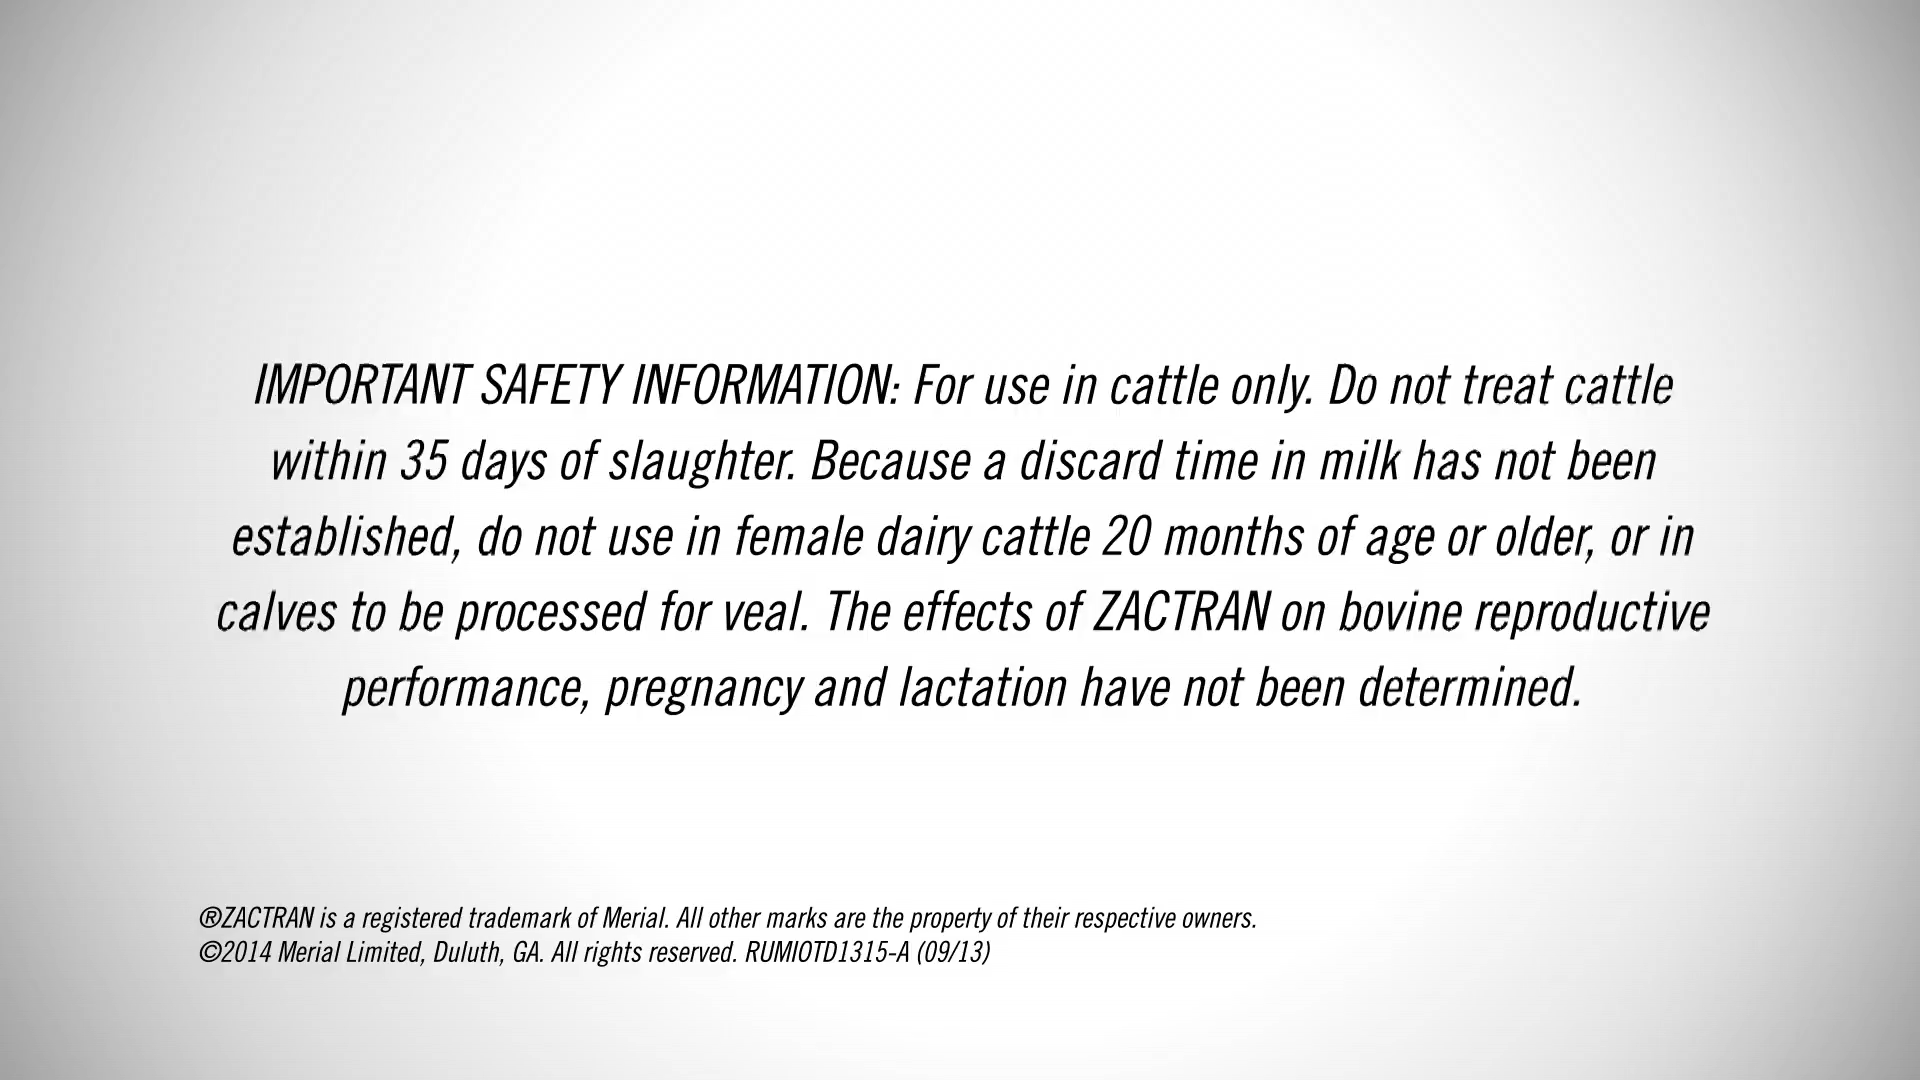 IMPORTANT SAFETY INFORMATION: For use in cattle only. Do not treat cattle
within 35 days of slaughter. Because a discard time in milk has not been
established, do not use in female dairy cattle 20 months of age or older, or in
calves to be processed for veal. The effects of ZACTRAN on bovine reproductive
performance, pregnancy and lactation have not been determined.
®ZACTRAN is a registered trademark of Merial. All other marks are the property of their respective owners.
©2014 Merial Limited, Duluth, GA. All rights reserved. RUMIOTD1315-A (09/13)